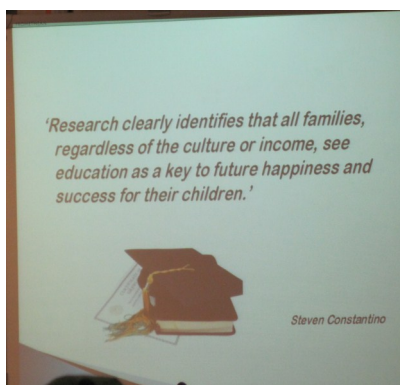 ‘Research clearly identifies that all families,
regardless of the culture or income, see
education as a key to future happiness and
success for their children.’
Steven Constantino